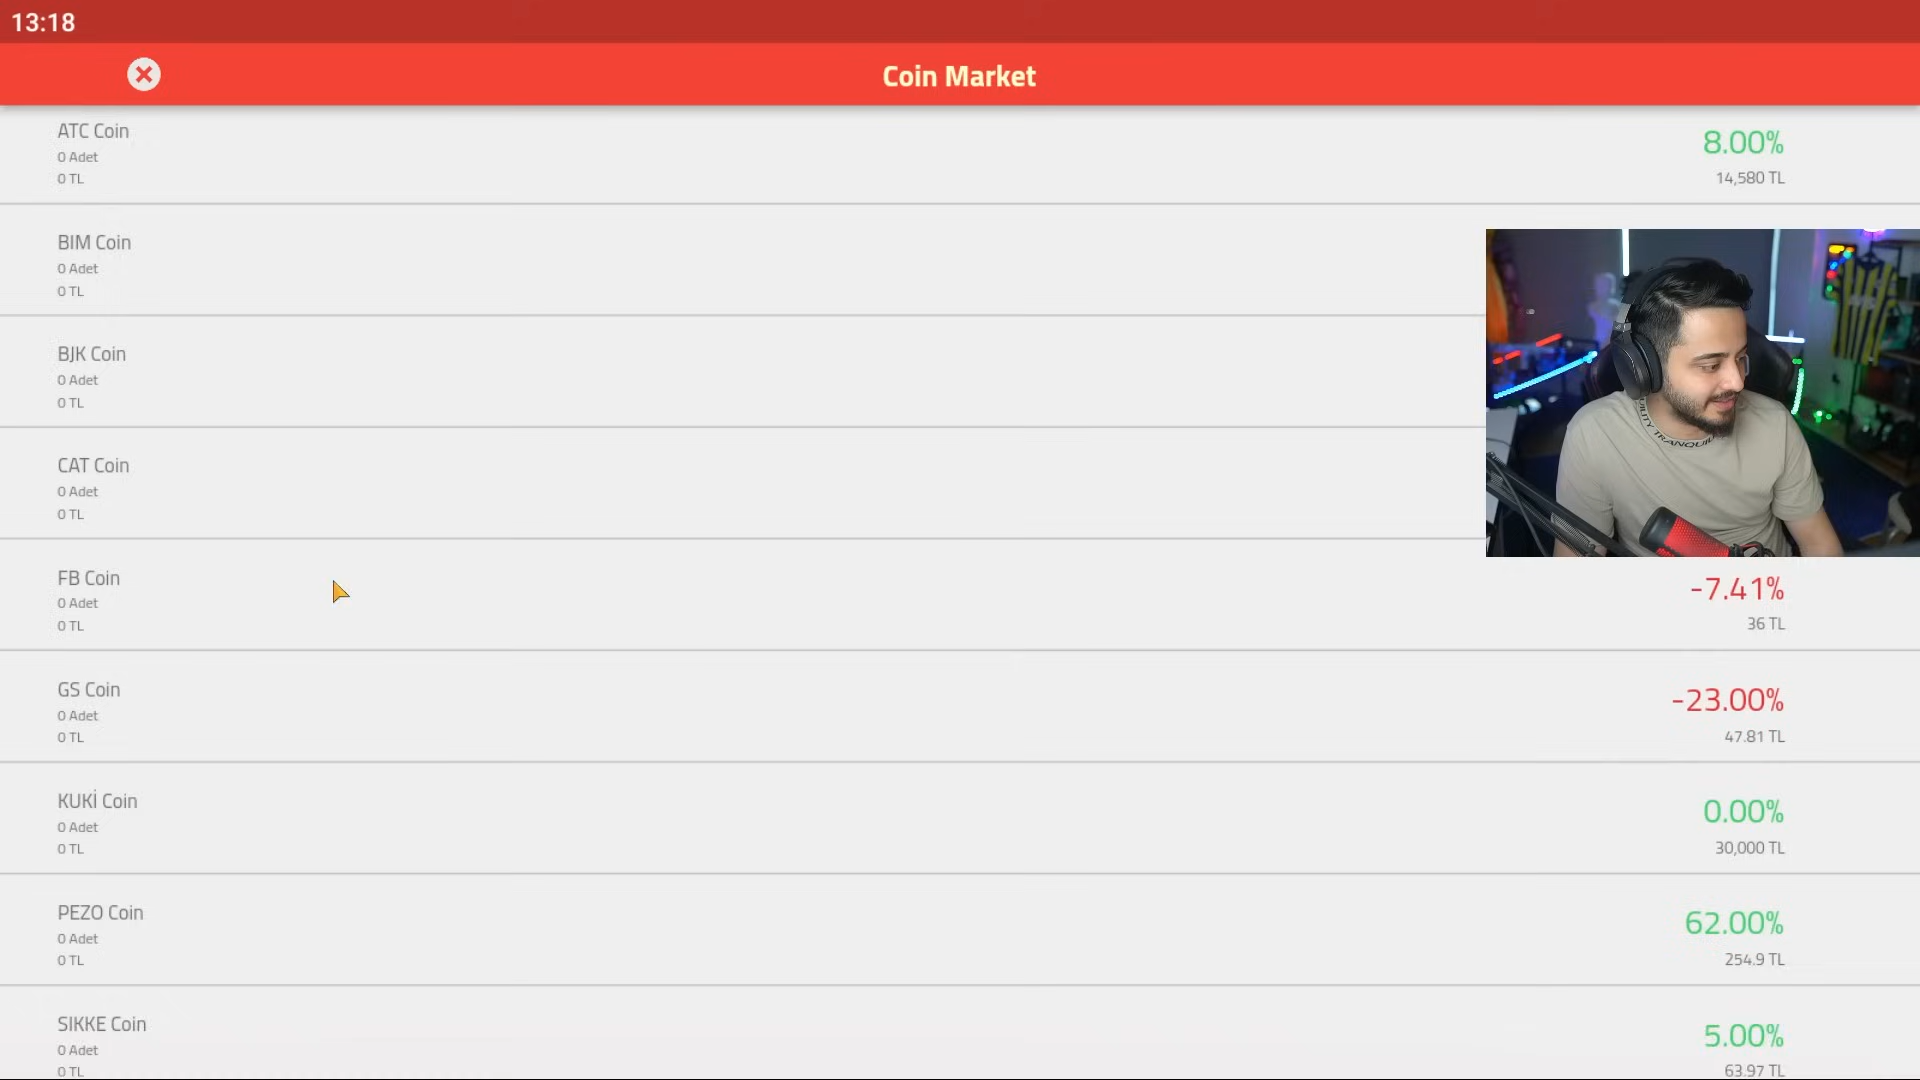 13:18
Coin Market
ATC Coin
0 Adet
0 TL
8.00%
14,580 TL
BIM Coin
0 Adet
0 TL
BJK Coin
0 Adet
0 TL
CAT Coin
0 Adet
0 TL
TRANQUIL
FB Coin
0 Adet
0 TL
-7.41%
36 TL
GS Coin
0 Adet
0 TL
-23.00%
47.81 TL
KUKİ Coin
0 Adet
0 TL
0.00%
30,000 TL
PEZO Coin
0 Adet
0 TL
62.00%
254.9 TL
SIKKE Coin
0 Adet
0 TL
5.00%
63.97 TL